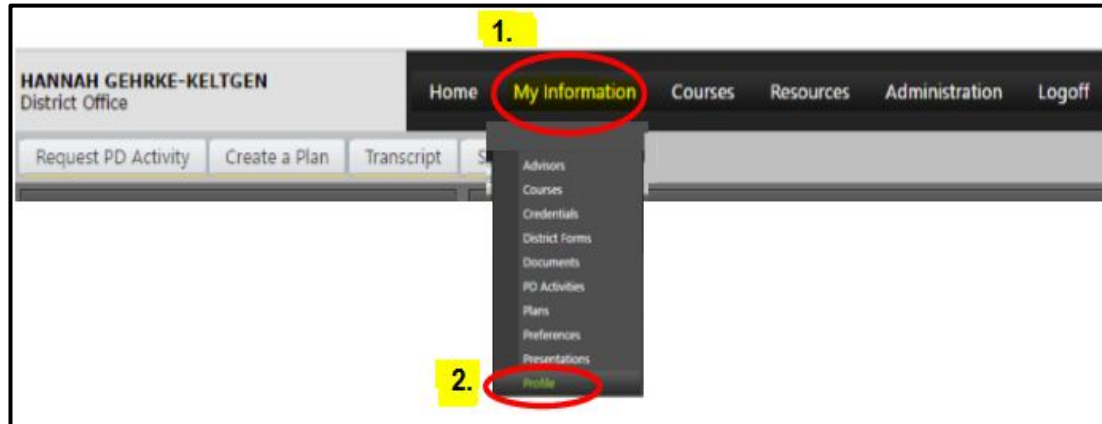 1.
HANNAH GEHRKE-KELTGEN
District Office
Home My Information Courses Resources Administration Logoff
Request PD Activity Create a Plan Transcript S
Advisors
Courses
Credentials
District Forms
Documents
PD Activities
Plans
Preferences
Presentations
2.
Profile